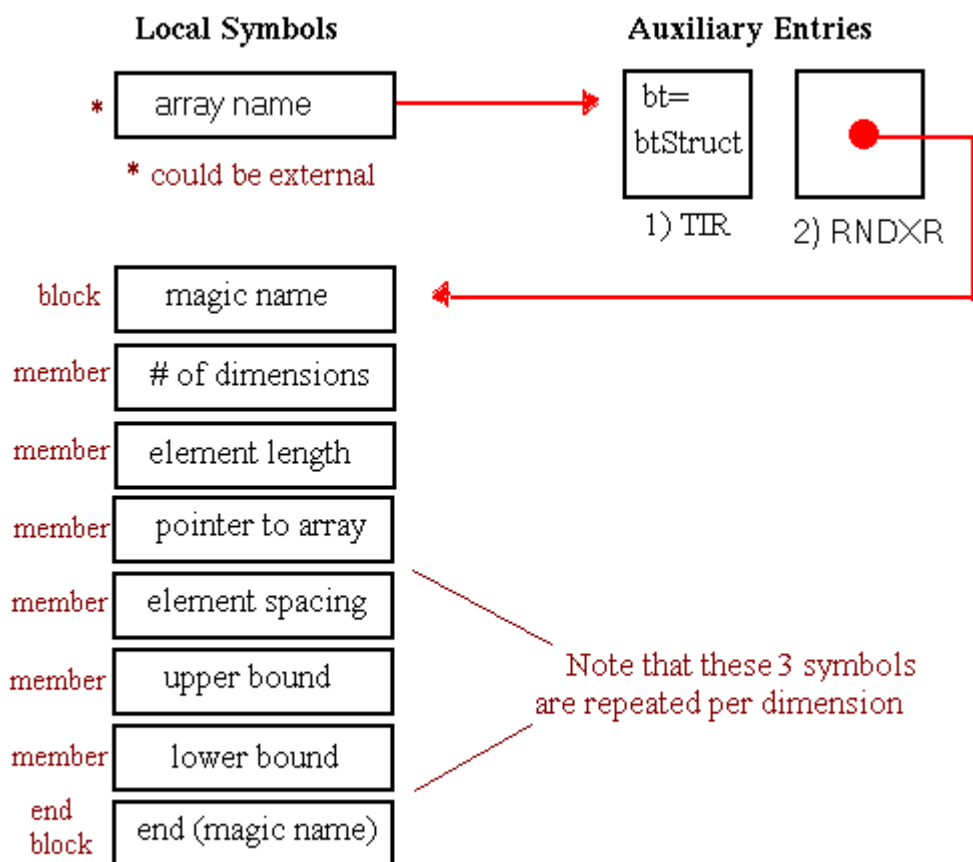 Local Symbols
Auxiliary Entries
* array name
bt=
btStruct
* could be external
1) TIR
2) RNDXR
block magic name
member # of dimensions
member element length
member pointer to array
member element spacing
member upper bound
Note that these 3 symbols
are repeated per dimension
member lower bound
end
block
end (magic name)